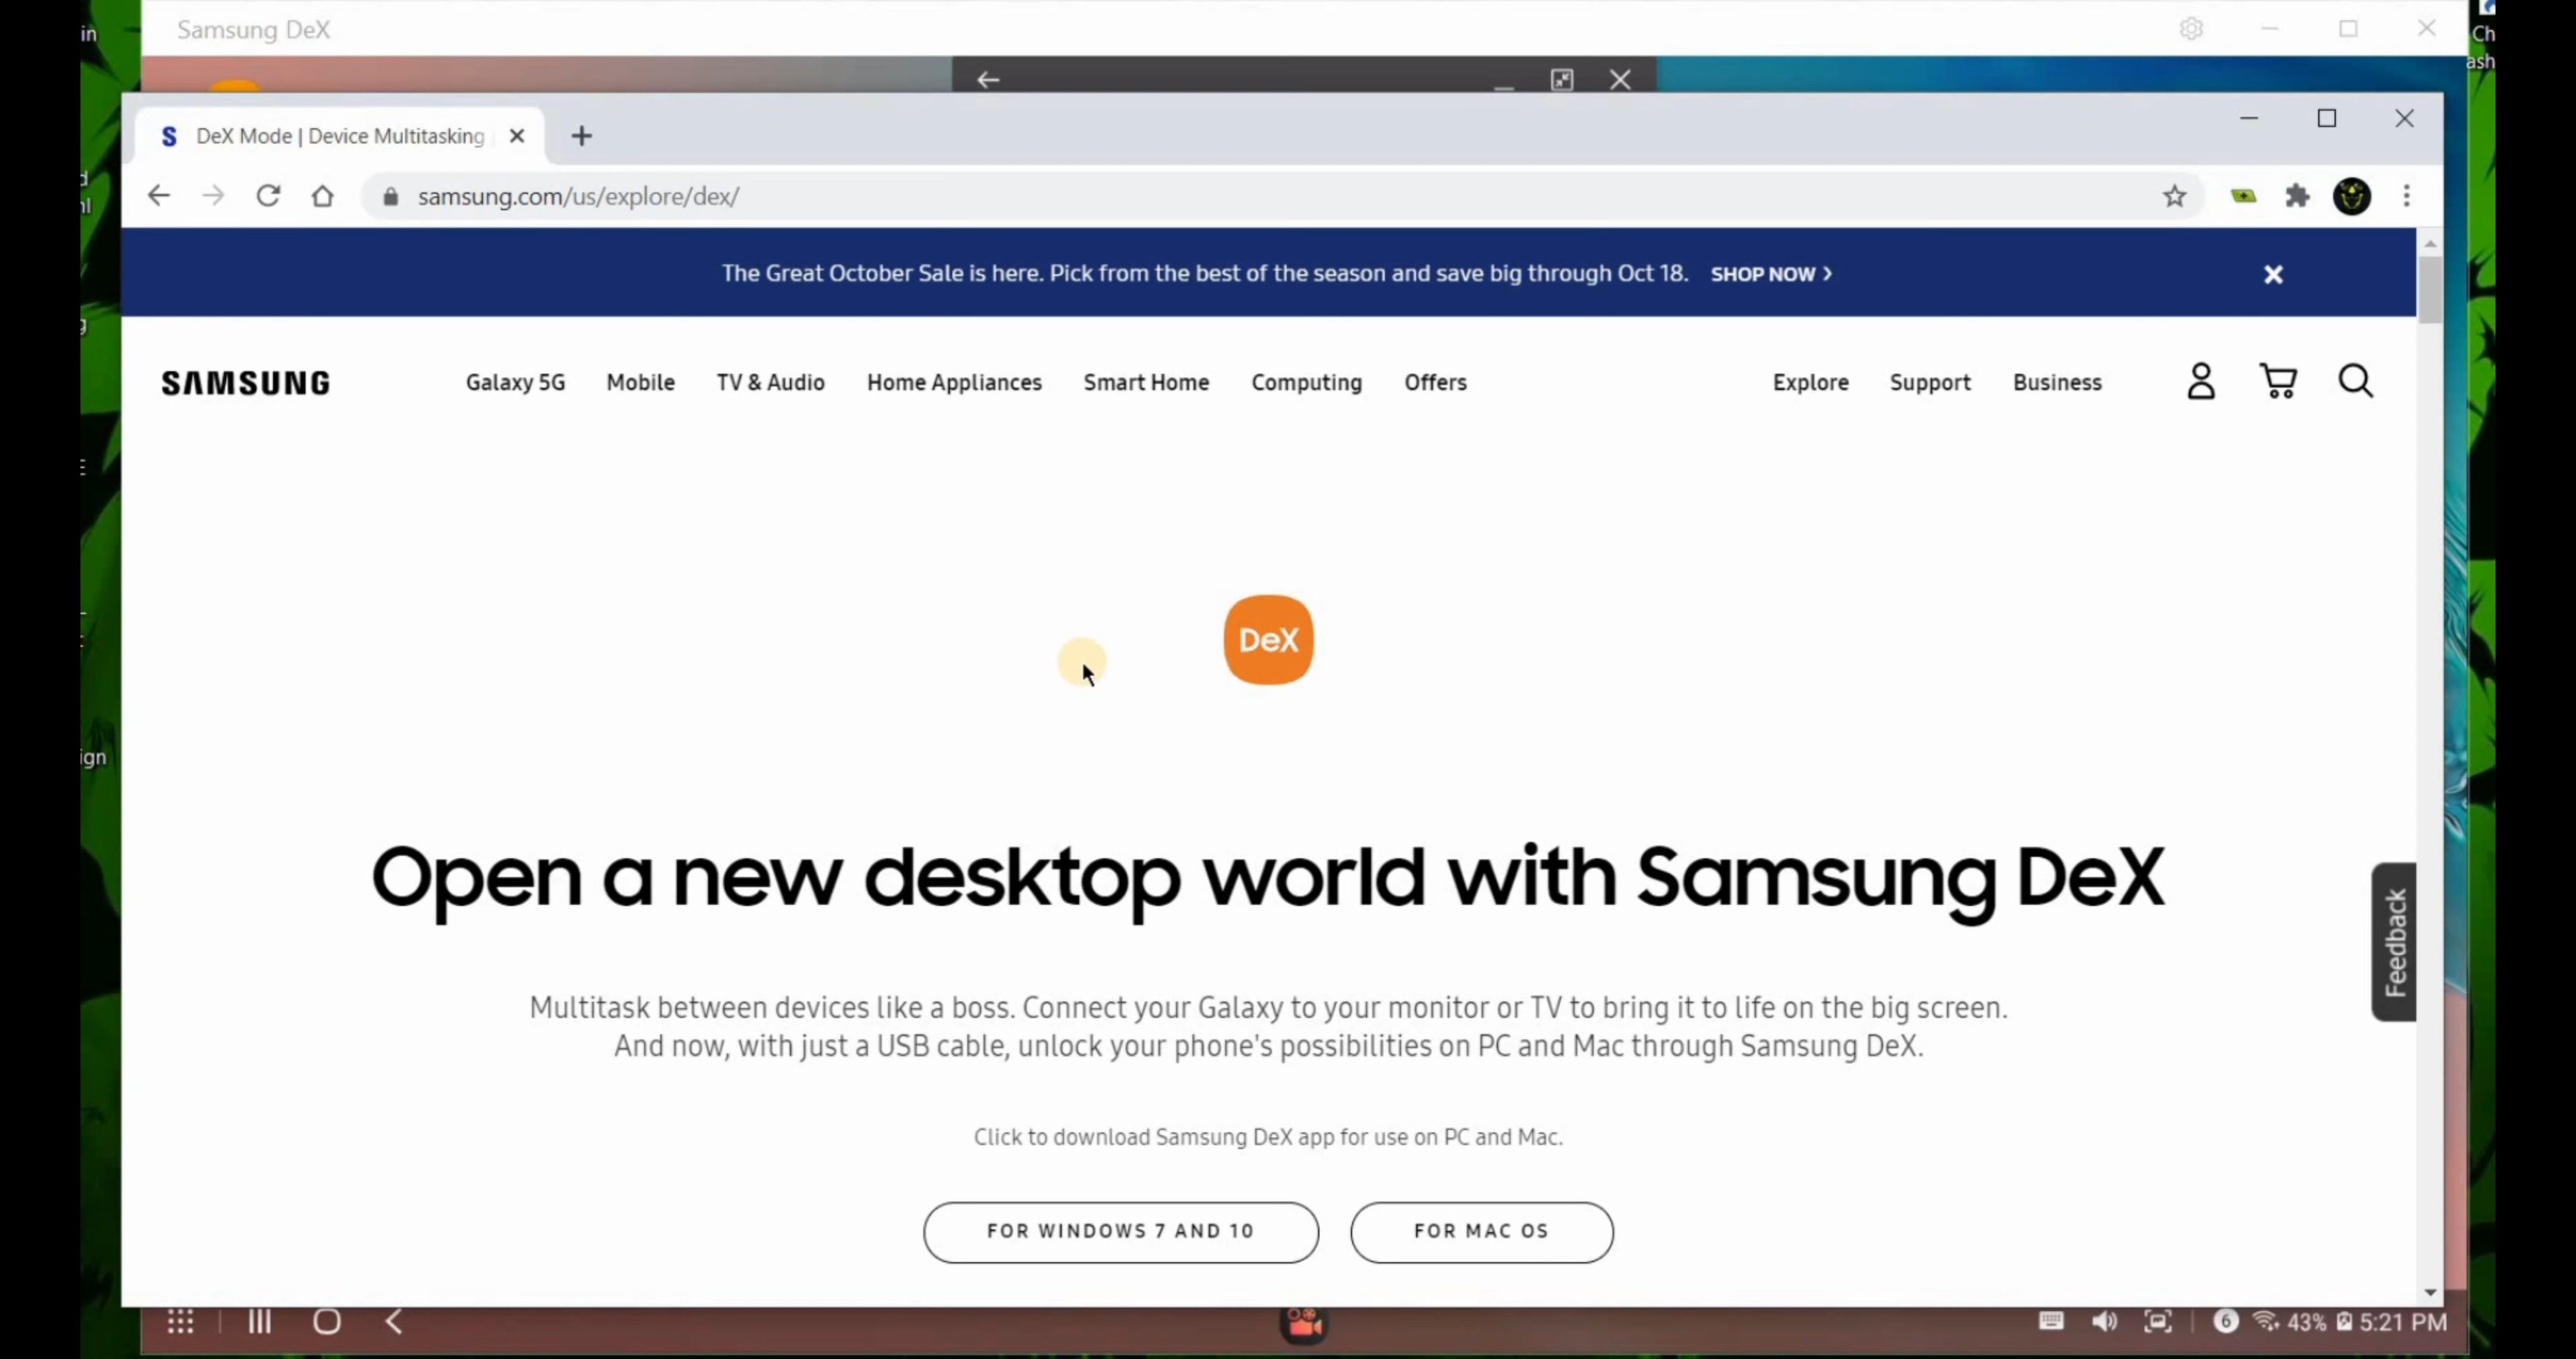 in
Samsung DeX
Ch
ash
DeX Mode | Device Multitasking
samsung.com/us/explore/dex/
The Great October Sale is here. Pick from the best of the season and save big through Oct 18. SHOP NOW >
SAMSUNG Galaxy 5G Mobile TV & Audio Home Appliances Smart Home Computing Offers Explore Support Business
DeX
ign
Open a new desktop world with Samsung DeX
Feedback
Multitask between devices like a boss. Connect your Galaxy to your monitor or TV to bring it to life on the big screen.
And now, with just a USB cable, unlock your phone's possibilities on PC and Mac through Samsung DeX.
Click to download Samsung DeX app for use on PC and Mac.
FOR WINDOWS 7 AND 10 FOR MAC OS
6 43% 5:21 PM